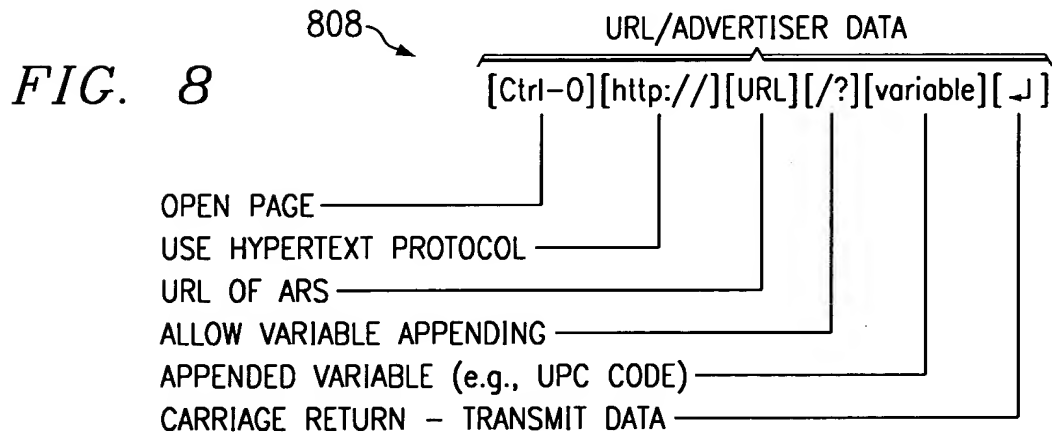 808
URL/ADVERTISER DATA
FIG. 8
[Ctrl-O][http://][URL][/?][variable][↵]
OPEN PAGE
USE HYPERTEXT PROTOCOL
URL OF ARS
ALLOW VARIABLE APPENDING
APPENDED VARIABLE (e.g., UPC CODE)
CARRIAGE RETURN - TRANSMIT DATA